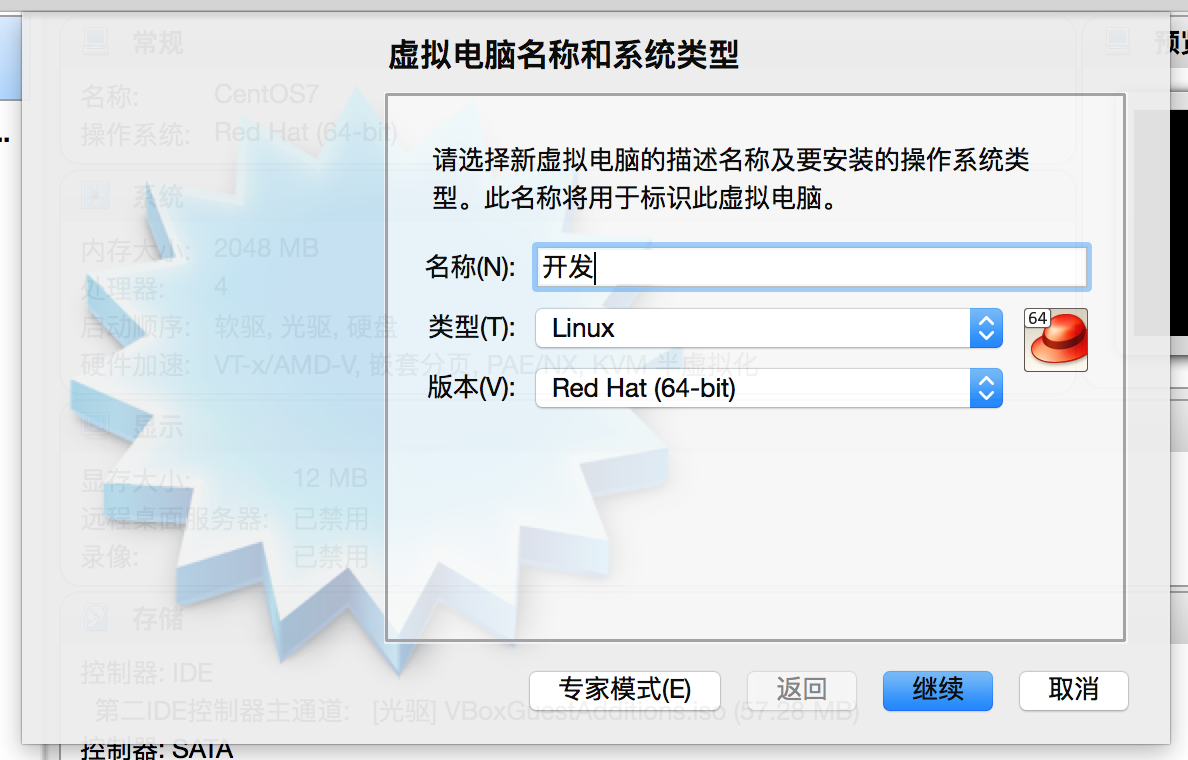 虚拟电脑名称和系统类型
常规
预览
名称: CentOS7
操作系统: Red Hat (64-bit)
..
请选择新虚拟电脑的描述名称及要安装的操作系统类
型。此名称将用于标识此虚拟电脑。
系统
内存大小: 2048 MB
名称(N): 开发
处理器: 4
启动顺序: 软驱, 光驱, 硬盘
类型(T): Linux
64
硬件加速: VT-x/AMD-V, 嵌套分页, PAE/NX, KVM 半虚拟化
版本(V): Red Hat (64-bit)
显示
显存大小: 12 MB
远程桌面服务器: 已禁用
录像: 已禁用
存储
控制器: IDE
专家模式(E) 返回 继续 取消
第二IDE控制器主通道: [光驱] VBoxGuestAdditions.iso (57.28 MB)
控制器: SATA